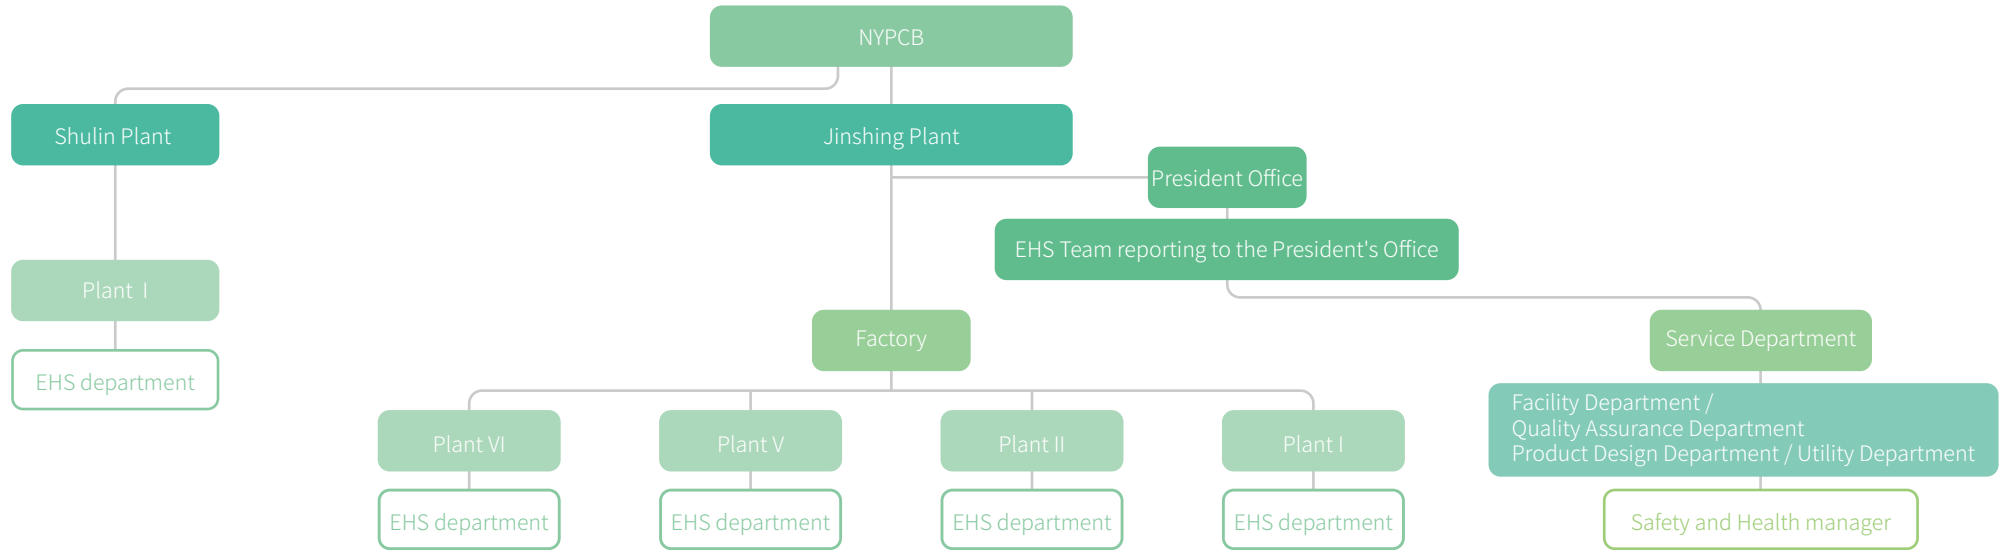 NYPCB
Shulin Plant
Jinshing Plant
President Office
EHS Team reporting to the President's Office
Plant I
Factory
Service Department
EHS department
Facility Department /
Quality Assurance Department
Product Design Department / Utility Department
Plant VI
Plant V
Plant II
Plant I
EHS department
EHS department
EHS department
EHS department
Safety and Health manager